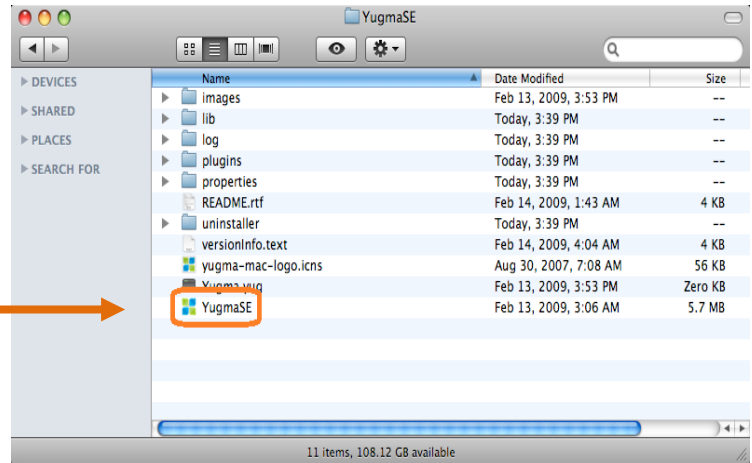 YugmaSE
DEVICES
SHARED
PLACES
SEARCH FOR
Name Date Modified Size
images Feb 13, 2009, 3:53 PM --
lib Today, 3:39 PM --
log Today, 3:39 PM --
plugins Today, 3:39 PM --
properties Today, 3:39 PM --
README.rtf Feb 14, 2009, 1:43 AM 4 KB
uninstaller Today, 3:39 PM --
versionInfo.text Feb 14, 2009, 4:04 AM 4 KB
yugma-mac-logo.icns Aug 30, 2007, 7:08 AM 56 KB
Yugma.yug Feb 13, 2009, 3:53 PM Zero KB
YugmaSE Feb 13, 2009, 3:06 AM 5.7 MB
11 items, 108.12 GB available